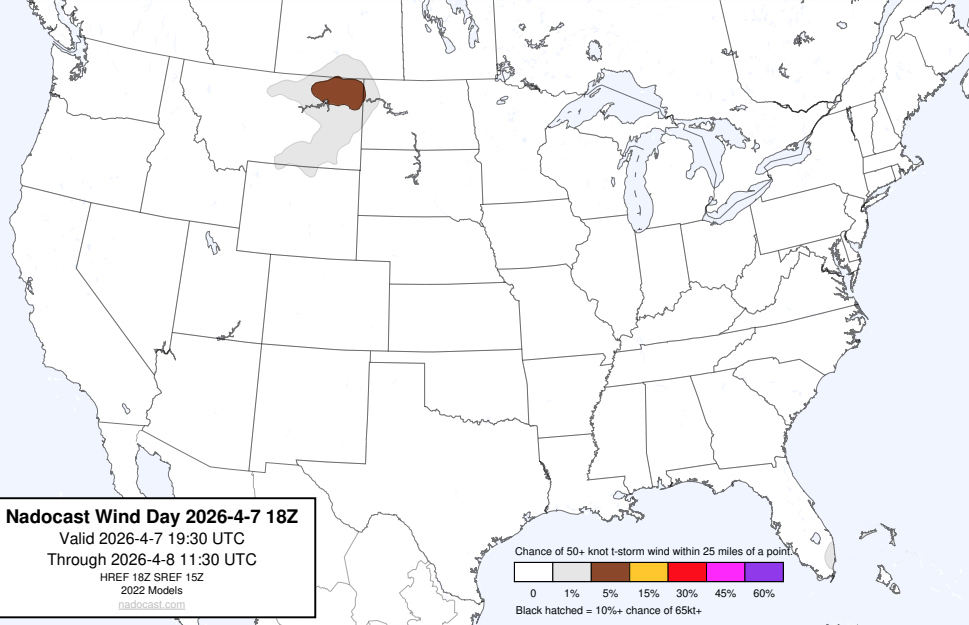 Nadocast Wind Day 2026-4-7 18Z
Valid 2026-4-7 19:30 UTC
Through 2026-4-8 11:30 UTC
HREF 18Z SREF 15Z
2022 Models
nadocast.com
Chance of 50+ knot t-storm wind within 25 miles of a point.
0 1% 5% 15% 30% 45% 60%
Black hatched = 10%+ chance of 65kt+